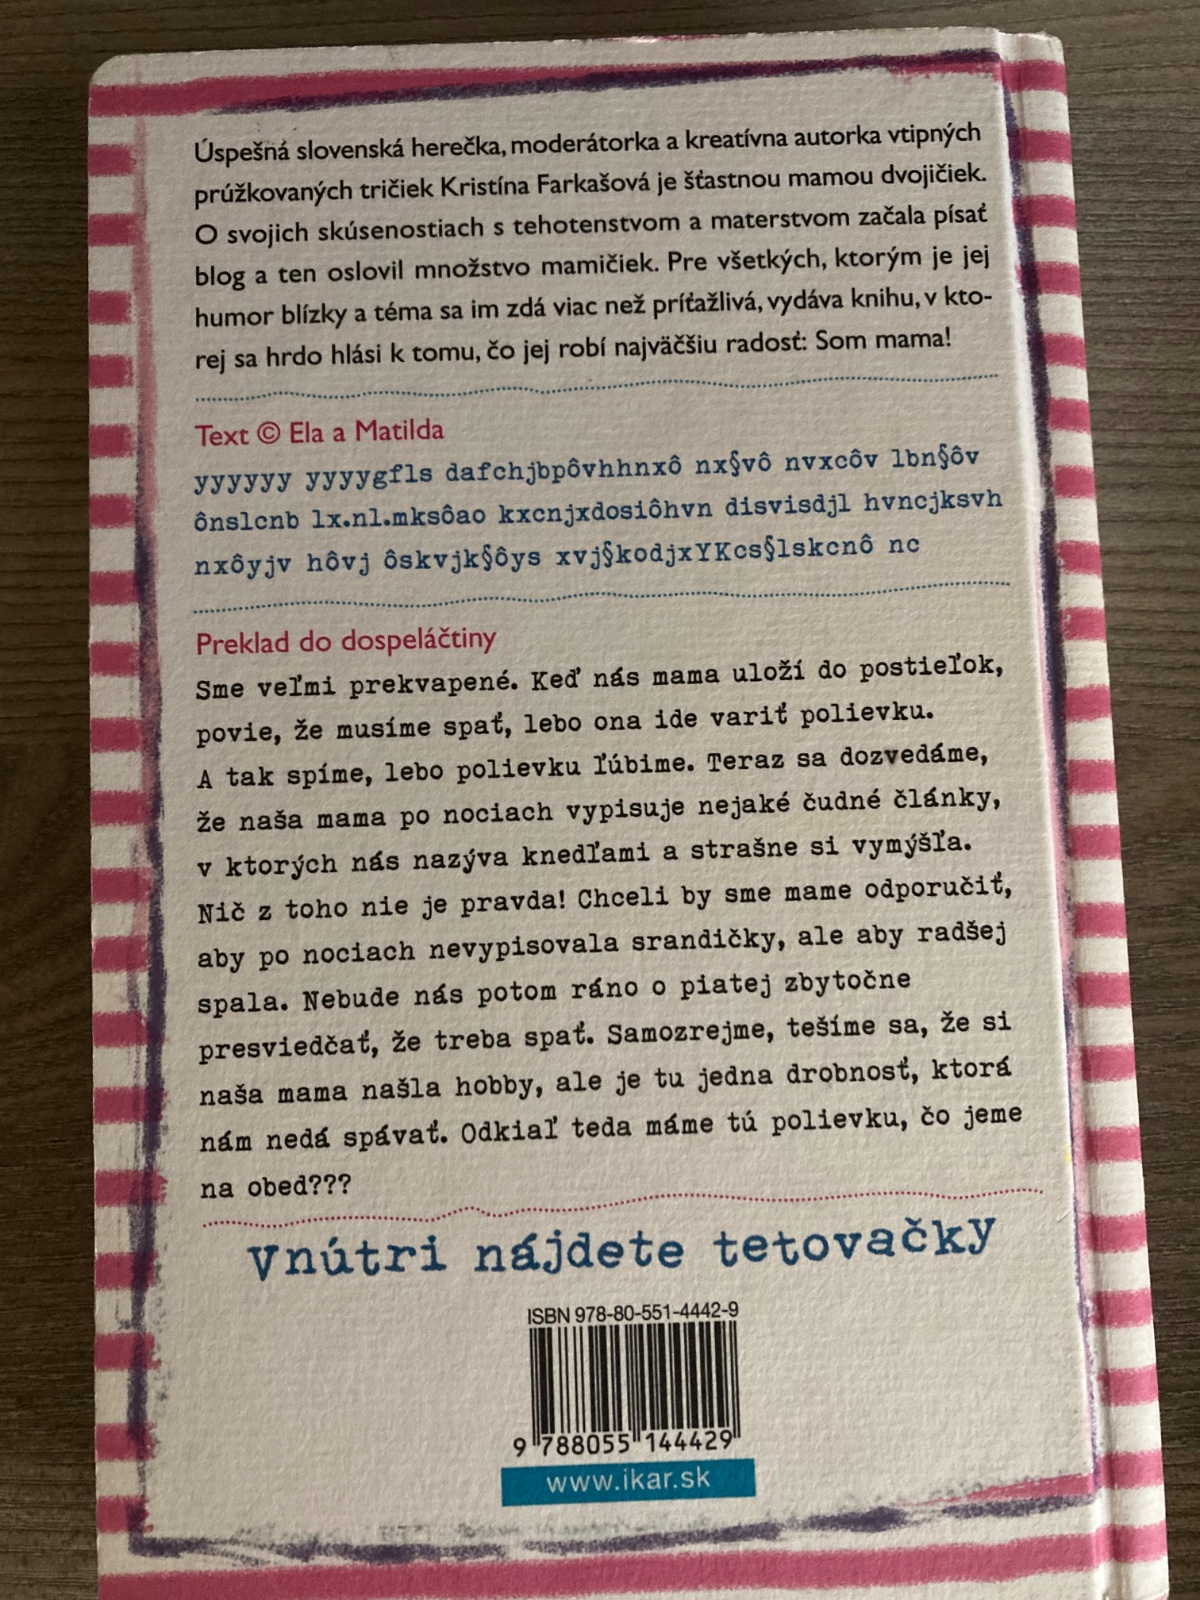 Úspešná slovenská herečka, moderátorka a kreatívna autorka vtipných
prúžkovaných tričiek Kristína Farkašová je šťastnou mamou dvojičiek.
O svojich skúsenostiach s tehotenstvom a materstvom začala písať
blog a ten oslovil množstvo mamičiek. Pre všetkých, ktorým je jej
humor blízky a téma sa im zdá viac než príťažlivá, vydáva knihu, v kto-
rej sa hrdo hlási k tomu, čo jej robí najväčšiu radosť: Som mama!
Text © Ela a Matilda
yyyyyy yyyygfls dafchjbpôvhhnxô nx§vô nvxcôv lbn§ôv
ônslcnb lx.nl.mksôao kxcnjxdosiôhvn disvisdjl hvncjksvh
nxôyjv hôvj ôskvjk§ôys xvj§kodjxYKcs§lskcnô nc
Preklad do dospeláčtiny
Sme veľmi prekvapené. Keď nás mama uloží do postieľok,
povie, že musíme spať, lebo ona ide variť polievku.
A tak spíme, lebo polievku ľúbime. Teraz sa dozvedáme,
že naša mama po nociach vypisuje nejaké čudné články,
v ktorých nás nazýva knedľami a strašne si vymýšľa.
Nič z toho nie je pravda! Chceli by sme mame odporučiť,
aby po nociach nevypisovala srandičky, ale aby radšej
spala. Nebude nás potom ráno o piatej zbytočne
presviedčať, že treba spať. Samozrejme, tešíme sa, že si
naša mama našla hobby, ale je tu jedna drobnosť, ktorá
nám nedá spávať. Odkiaľ teda máme tú polievku, čo jeme
na obed???
Vnútri nájdete tetovačky
ISBN 978-80-551-4442-9
9 788055 144429
www.ikar.sk